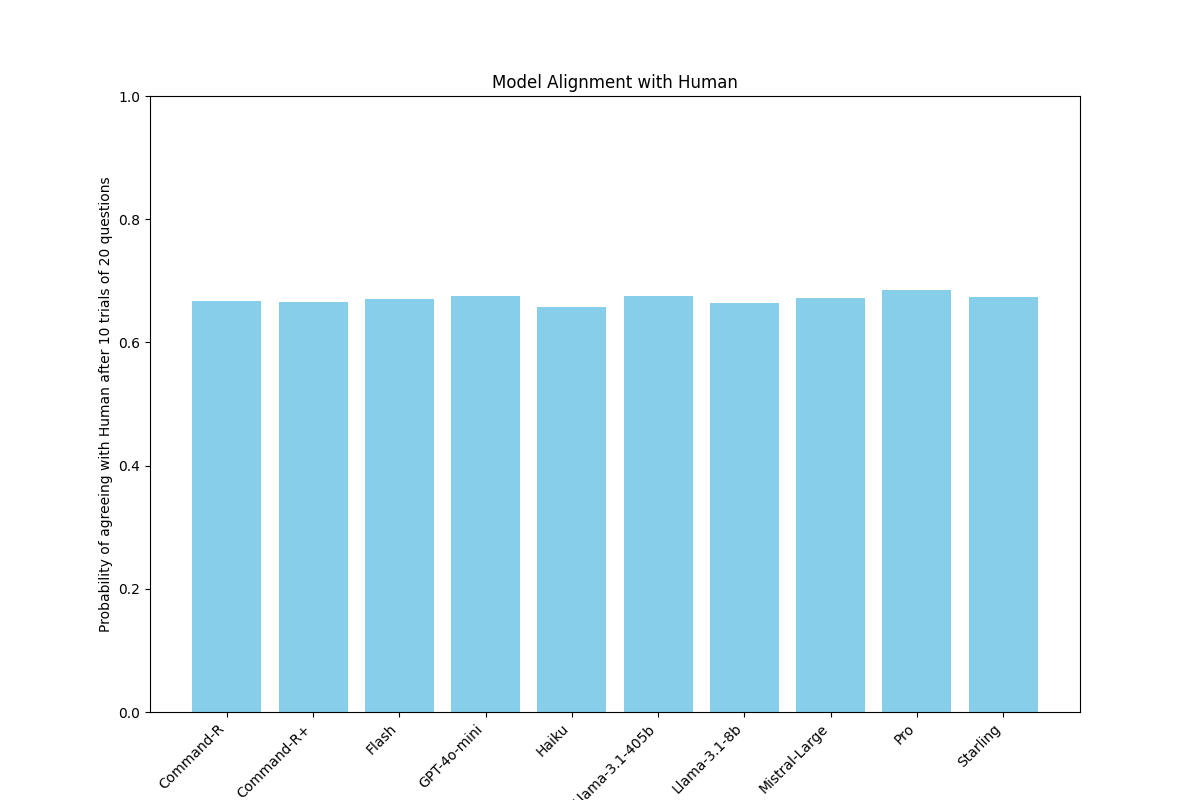 Model Alignment with Human
Probability of agreeing with Human after 10 trials of 20 questions
1.0
0.8
0.6
0.4
0.2
0.0
Command-R
Command-R+
Flash
GPT-4o-mini
Haiku
Llama-3.1-405b
Llama-3.1-8b
Mistral-Large
Pro
Starling